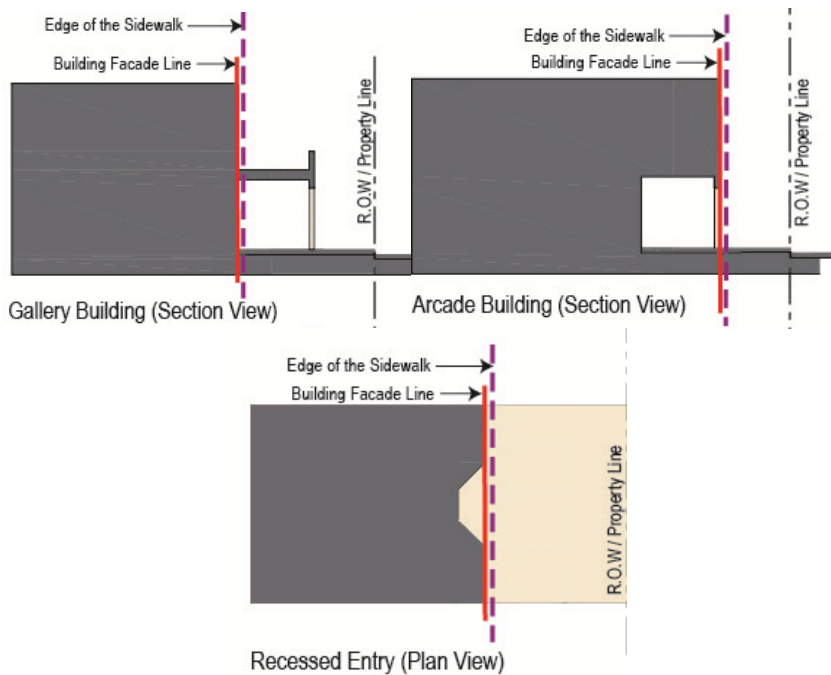 Edge of the Sidewalk
Building Facade Line
R.O.W / Property Line
Gallery Building (Section View)
Edge of the Sidewalk
Building Facade Line
R.O.W / Property Line
Arcade Building (Section View)
Edge of the Sidewalk
Building Facade Line
R.O.W / Property Line
Recessed Entry (Plan View)